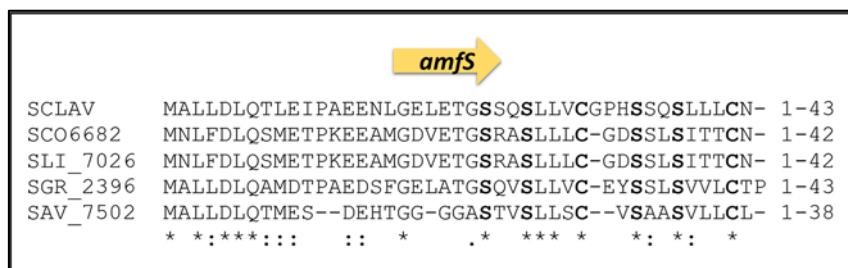 amfS
SCLAV MALLDLQTLEIPAEENLGELETGSSQSLLVCGPHSSQSLLLCN- 1-43
SCO6682 MNLFDLQSMETPKEEAMGDVETGSRASLLLC-GDSSLSITTCN- 1-42
SLI_7026 MNLFDLQSMETPKEEAMGDVETGSRASLLLC-GDSSLSITTCN- 1-42
SGR_2396 MALLDLQAMDTPAEDSFGELATGSQVSLLVC-EYSSLSVVLCTP 1-43
SAV_7502 MALLDLQTMES--DEHTGG-GGASTVSLLSC--VSAASVLLCL- 1-38
* *:***::: :: * .* *** * *: *: *